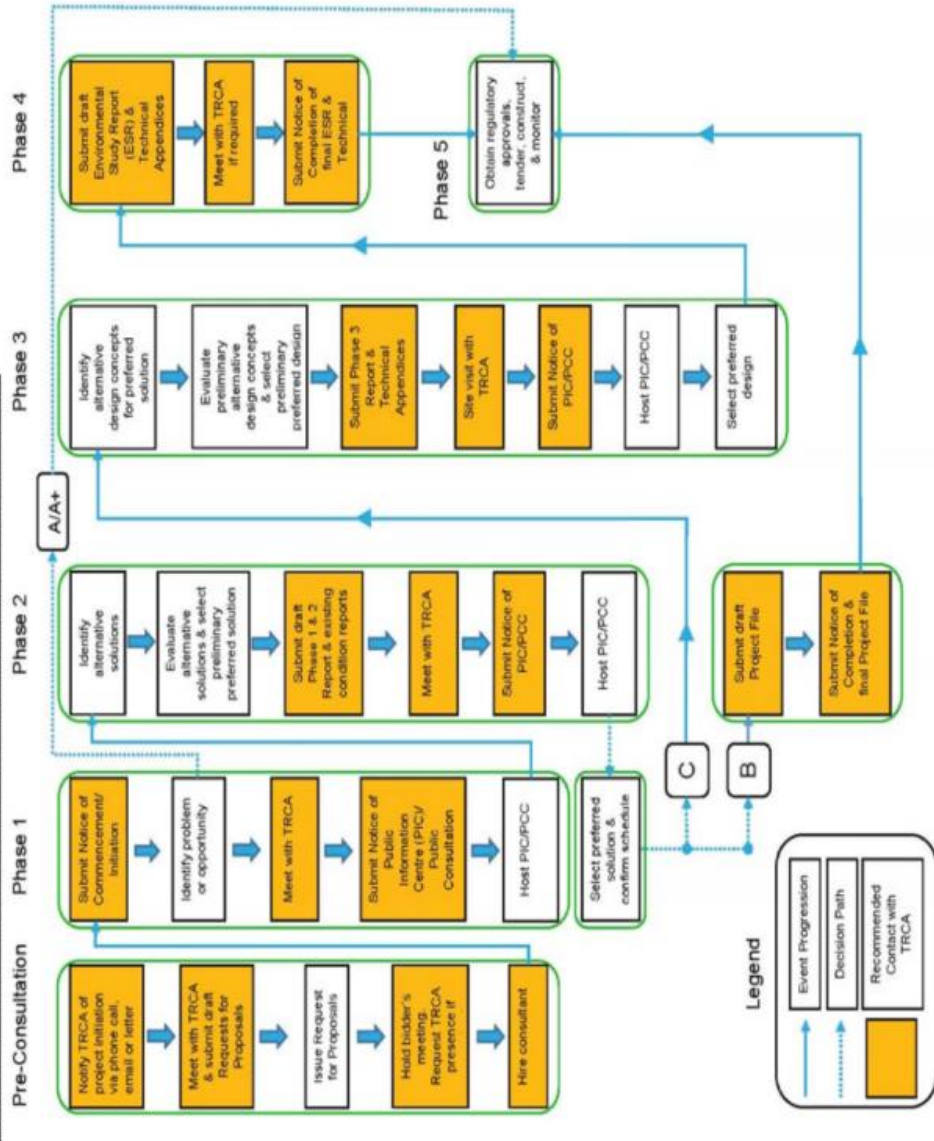 Pre-Consultation
Notify TRCA of
project initiation
via phone call,
email or letter
Meet with TRCA
& submit draft
Requests for
Proposals
Issue Request
for Proposals
Hold bidder's
meeting.
Request TRCA
presence if
Hire consultant
Phase 1
Submit Notice of
Commencement/
Initiation
Identify problem
or opportunity
Meet with TRCA
Submit Notice of
Public
Information
Centre (PIC)/
Public
Consultation
Host PIC/PCC
Select preferred
solution &
confirm schedule
Phase 2
Identify
alternative
solutions
Evaluate
alternative
solutions & select
preliminary
preferred solution
Submit draft
Phase 1 & 2
Report & existing
condition reports
Meet with TRCA
Submit Notice of
PIC/PCC
Host PIC/PCC
A/A+
C
B
Submit draft
Project File
Submit Notice of
Completion &
final Project File
Phase 3
Identify
alternative
design concepts
for preferred
solution
Evaluate
preliminary
alternative
design concepts
& select
preliminary
preferred design
Submit Phase 3
Report &
Technical
Appendices
Site visit with
TRCA
Submit Notice of
PIC/PCC
Host PIC/PCC
Select preferred
design
Phase 4
Submit draft
Environmental
Study Report
(ESR) &
Technical
Appendices
Meet with TRCA
if required
Submit Notice of
Completion of
final ESR &
Technical
Phase 5
Obtain regulatory
approvals,
tender, construct,
& monitor
Legend
Event Progression
Decision Path
Recommended
Contact with
TRCA